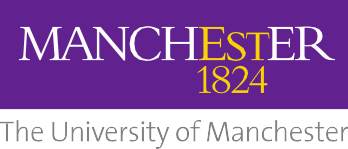 MANCHEsTER
1824
The University of Manchester